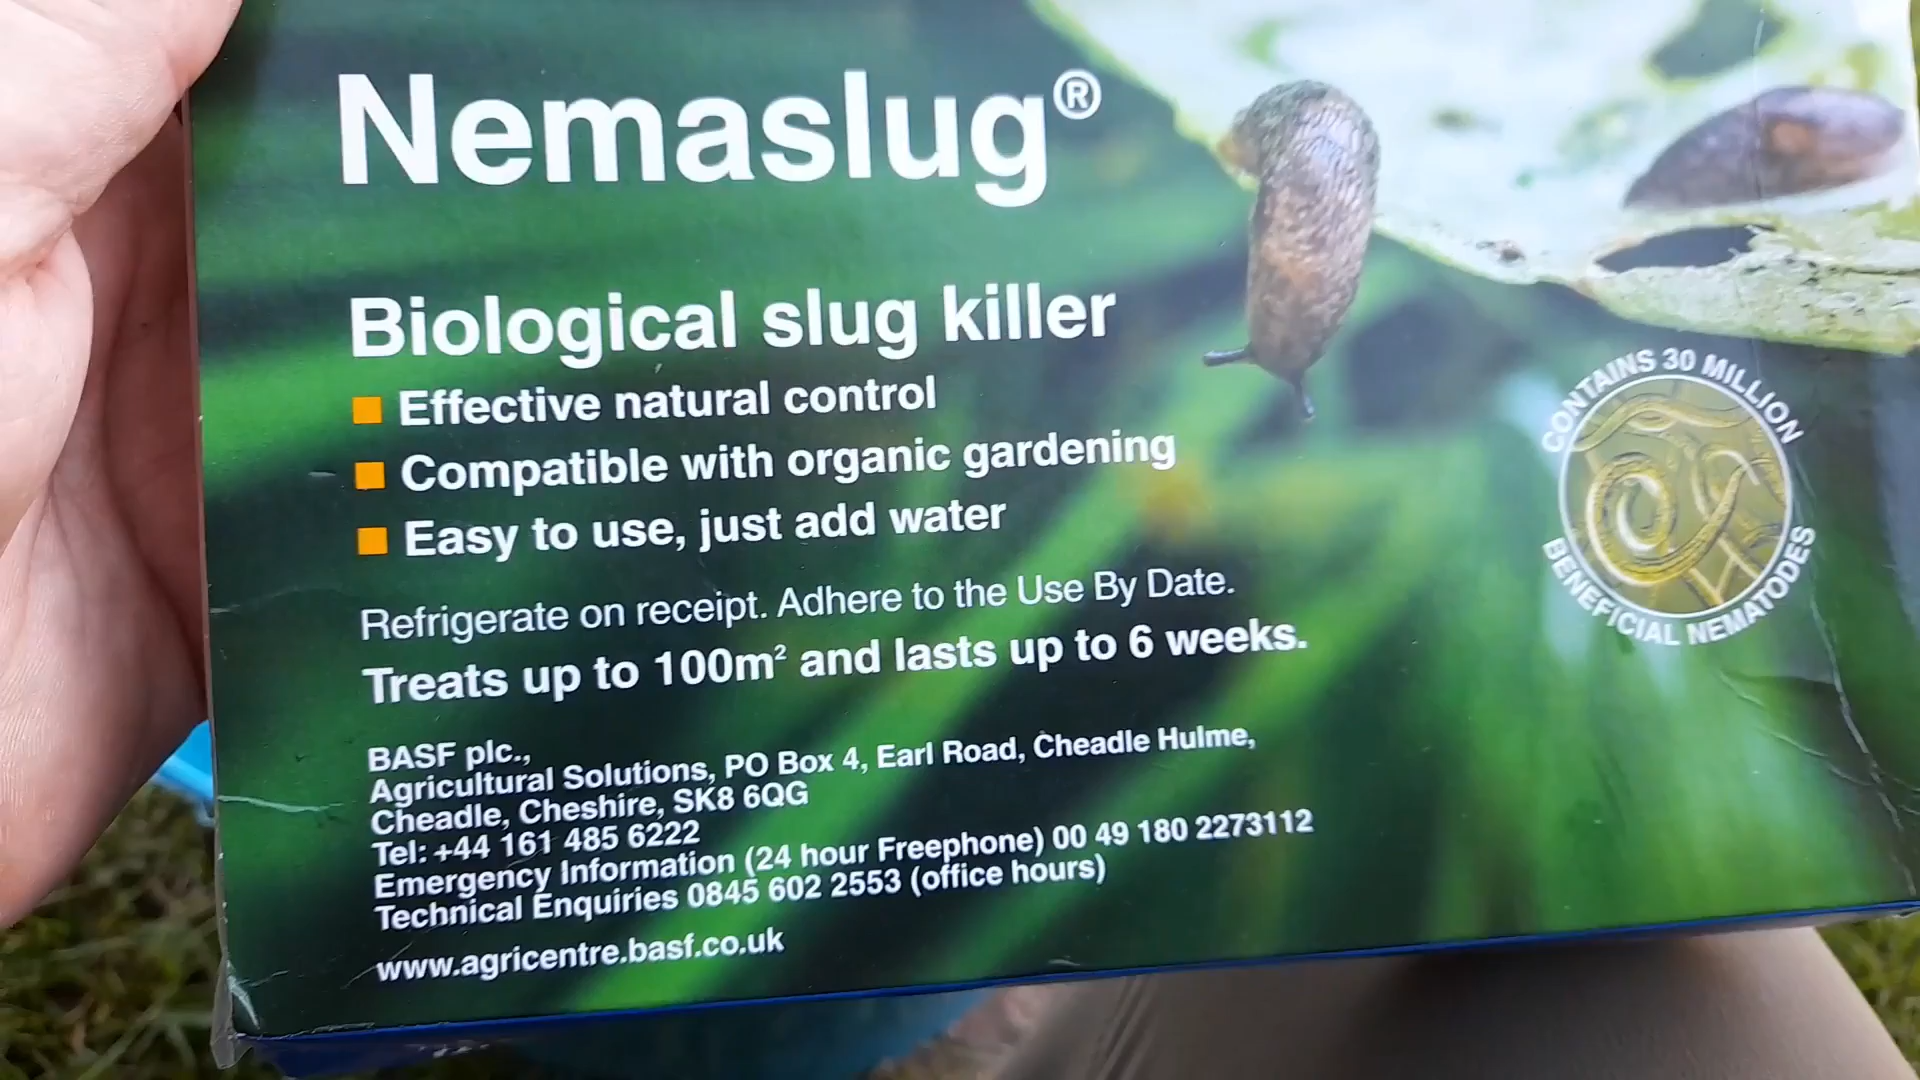 Nemaslug®
Biological slug killer
Effective natural control
Compatible with organic gardening
Easy to use, just add water
Refrigerate on receipt. Adhere to the Use By Date.
Treats up to 100m² and lasts up to 6 weeks.
CONTAINS 30 MILLION
BENEFICIAL NEMATODES
BASF plc.,
Agricultural Solutions, PO Box 4, Earl Road, Cheadle Hulme,
Cheadle, Cheshire, SK8 6QG
Tel: +44 161 485 6222
Emergency Information (24 hour Freephone) 00 49 180 2273112
Technical Enquiries 0845 602 2553 (office hours)
www.agricentre.basf.co.uk